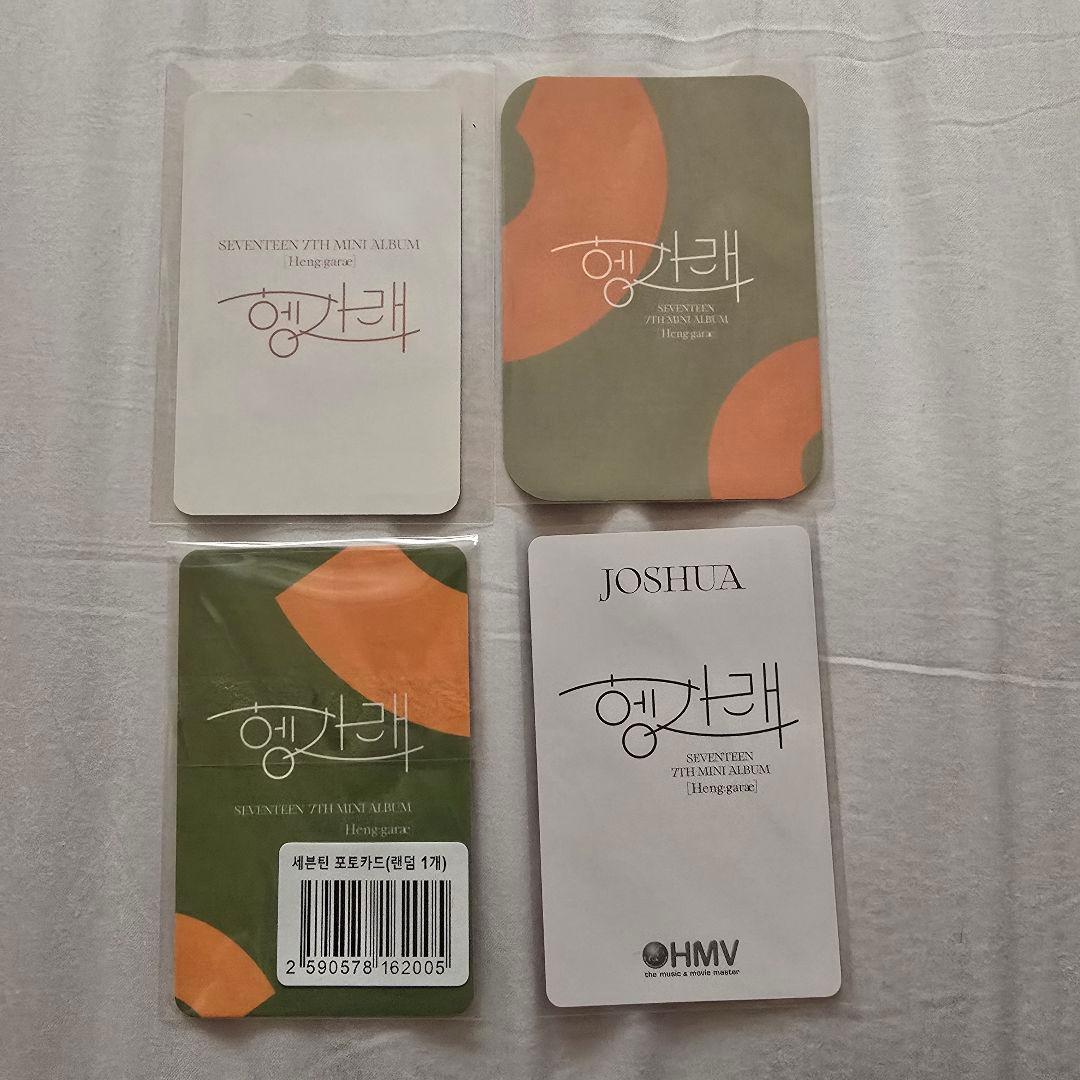 SEVENTEEN 7TH MINI ALBUM
[Heng:garæ]
헹가래
헹가래
SEVENTEEN
7TH MINI ALBUM
[Heng:garæ]
헹가래
SEVENTEEN 7TH MINI ALBUM
Heng:garæ
세븐틴 포토카드(랜덤 1개)
2 590578 162005
JOSHUA
헹가래
SEVENTEEN
7TH MINI ALBUM
[Heng:garæ]
HMV
the music & movie master